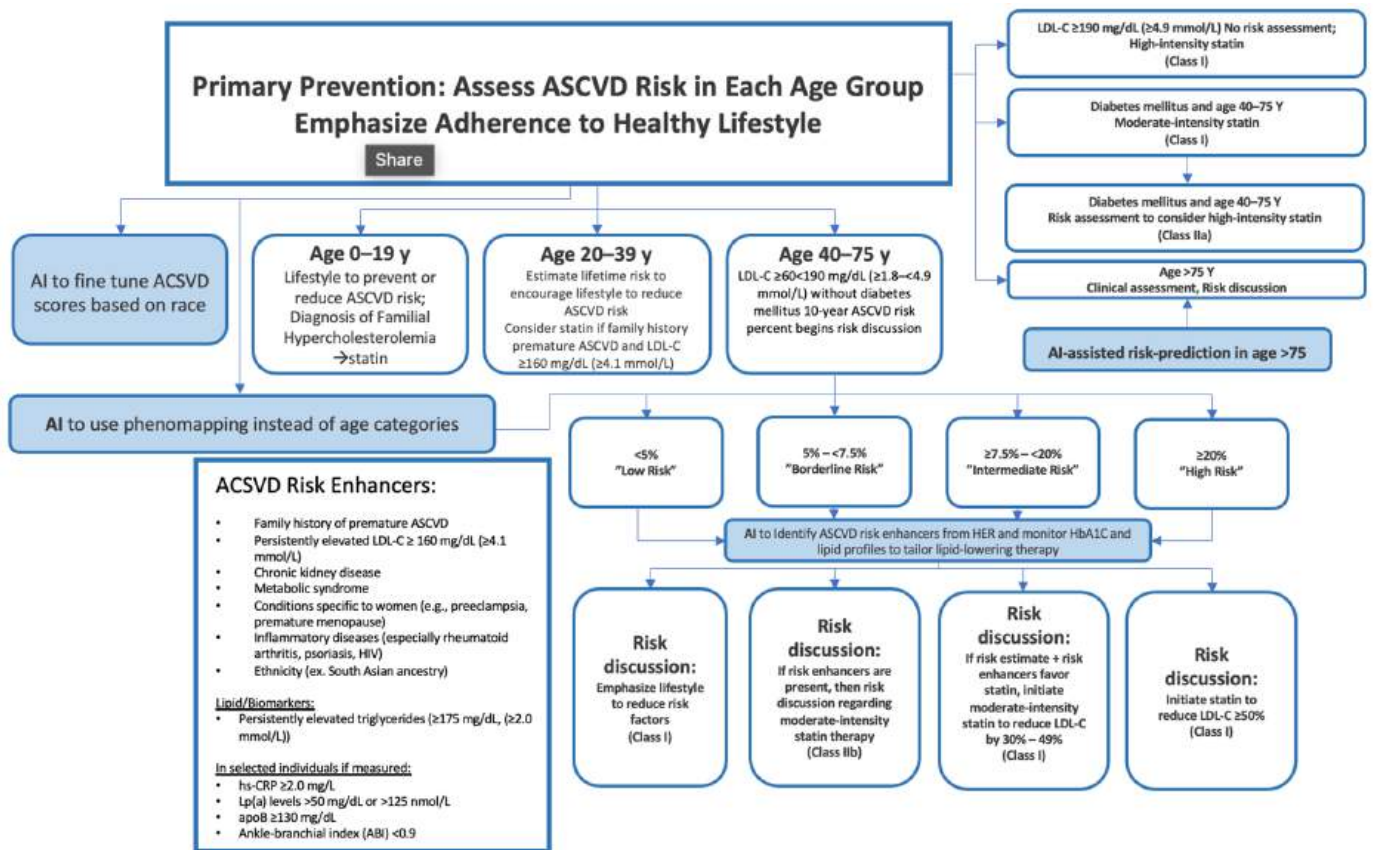 Primary Prevention: Assess ASCVD Risk in Each Age Group
Emphasize Adherence to Healthy Lifestyle
Share
LDL-C ≥190 mg/dL (≥4.9 mmol/L) No risk assessment;
High-intensity statin
(Class I)
Diabetes mellitus and age 40–75 Y
Moderate-intensity statin
(Class I)
Diabetes mellitus and age 40–75 Y
Risk assessment to consider high-intensity statin
(Class IIa)
Age >75 Y
Clinical assessment, Risk discussion
AI-assisted risk-prediction in age >75
AI to fine tune ACSVD
scores based on race
Age 0–19 y
Lifestyle to prevent or
reduce ASCVD risk;
Diagnosis of Familial
Hypercholesterolemia
→statin
Age 20–39 y
Estimate lifetime risk to
encourage lifestyle to reduce
ASCVD risk
Consider statin if family history
premature ASCVD and LDL-C
≥160 mg/dL (≥4.1 mmol/L)
Age 40–75 y
LDL-C ≥60<190 mg/dL (≥1.8–<4.9
mmol/L) without diabetes
mellitus 10-year ASCVD risk
percent begins risk discussion
AI to use phenomapping instead of age categories
<5%
"Low Risk"
5% – <7.5%
"Borderline Risk"
≥7.5% – <20%
"Intermediate Risk"
≥20%
"High Risk"
AI to Identify ASCVD risk enhancers from HER and monitor HbA1C and
lipid profiles to tailor lipid-lowering therapy
Risk
discussion:
Emphasize lifestyle
to reduce risk
factors
(Class I)
Risk
discussion:
If risk enhancers are
present, then risk
discussion regarding
moderate-intensity
statin therapy
(Class IIb)
Risk
discussion:
If risk estimate + risk
enhancers favor
statin, initiate
moderate-intensity
statin to reduce LDL-C
by 30% – 49%
(Class I)
Risk
discussion:
Initiate statin to
reduce LDL-C ≥50%
(Class I)
ACSVD Risk Enhancers:
• Family history of premature ASCVD
• Persistently elevated LDL-C ≥ 160 mg/dL (≥4.1
mmol/L)
• Chronic kidney disease
• Metabolic syndrome
• Conditions specific to women (e.g., preeclampsia,
premature menopause)
• Inflammatory diseases (especially rheumatoid
arthritis, psoriasis, HIV)
• Ethnicity (ex. South Asian ancestry)
Lipid/Biomarkers:
• Persistently elevated triglycerides (≥175 mg/dL, (≥2.0
mmol/L))
In selected individuals if measured:
• hs-CRP ≥2.0 mg/L
• Lp(a) levels >50 mg/dL or >125 nmol/L
• apoB ≥130 mg/dL
• Ankle-branchial index (ABI) <0.9